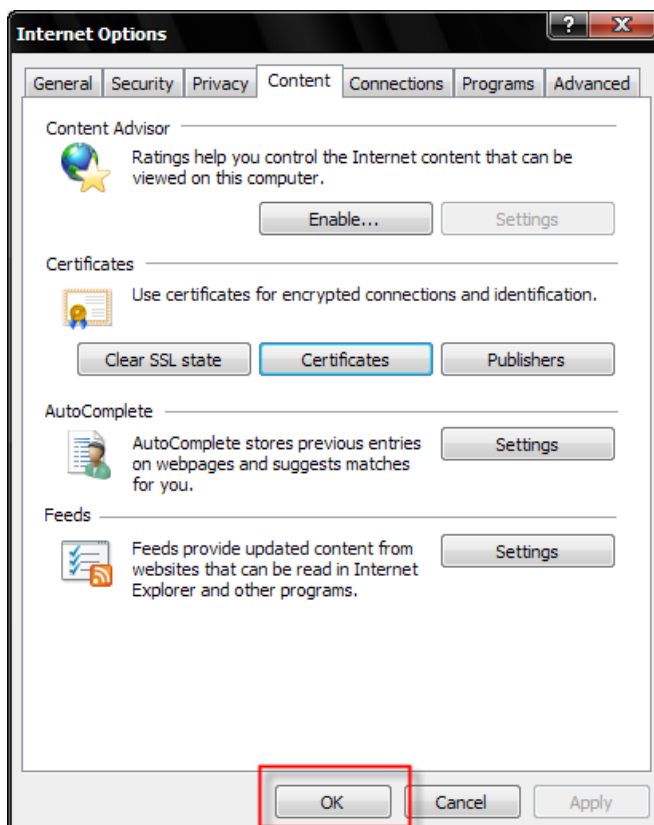 Internet Options
?
X
General Security Privacy Content Connections Programs Advanced
Content Advisor
Ratings help you control the Internet content that can be
viewed on this computer.
Enable... Settings
Certificates
Use certificates for encrypted connections and identification.
Clear SSL state Certificates Publishers
AutoComplete
AutoComplete stores previous entries
on webpages and suggests matches
for you.
Settings
Feeds
Feeds provide updated content from
websites that can be read in Internet
Explorer and other programs.
Settings
OK Cancel Apply